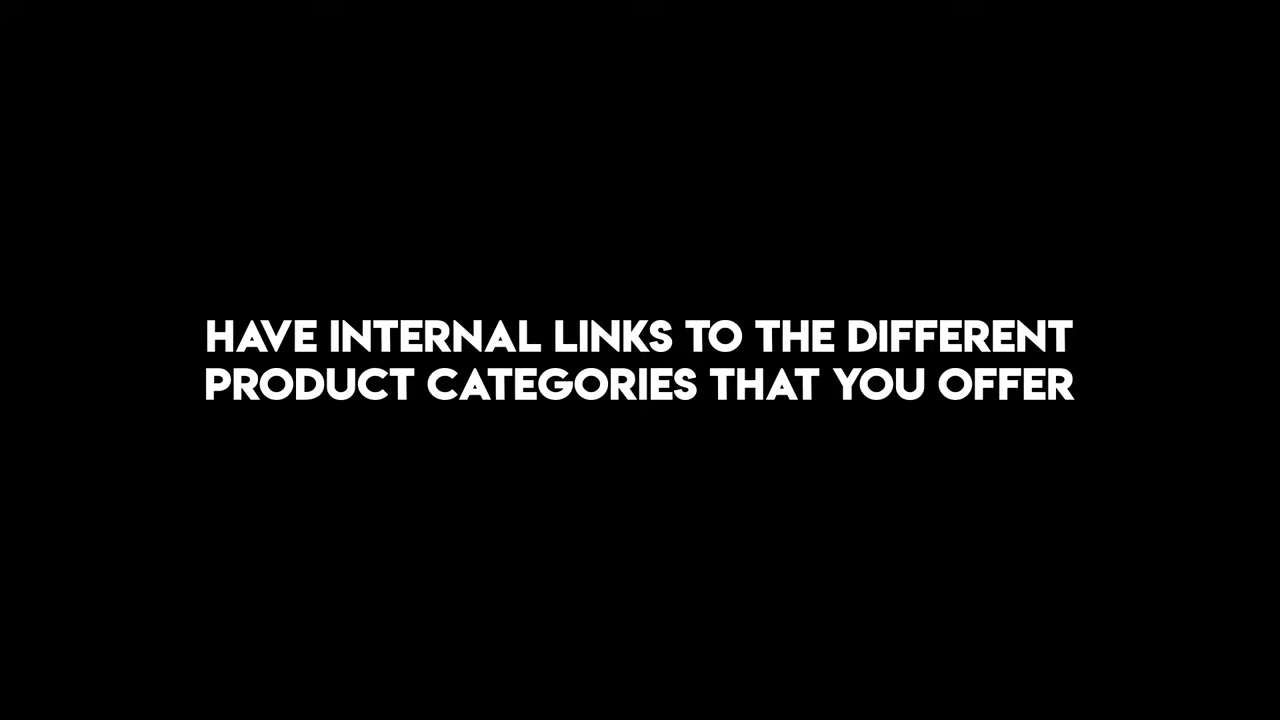 HAVE INTERNAL LINKS TO THE DIFFERENT
PRODUCT CATEGORIES THAT YOU OFFER